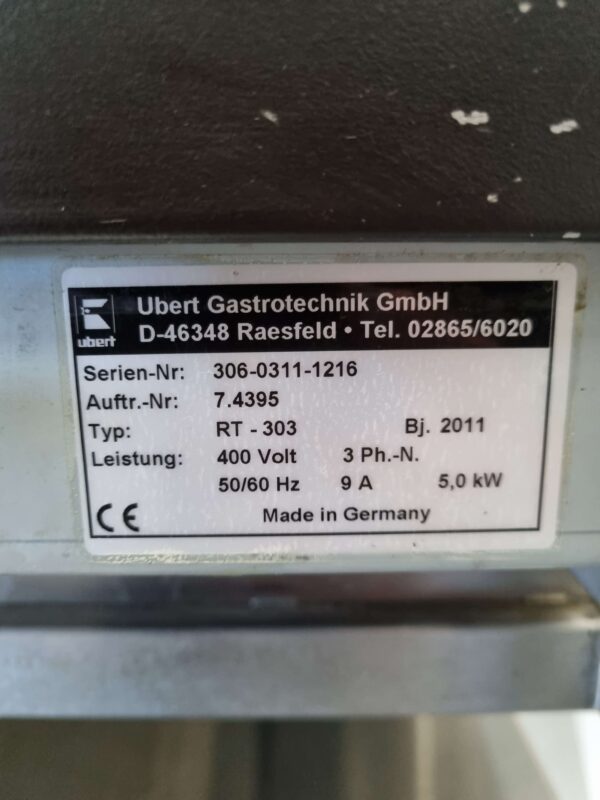 ubert
Ubert Gastrotechnik GmbH
D-46348 Raesfeld • Tel. 02865/6020
Serien-Nr: 306-0311-1216
Auftr.-Nr: 7.4395
Typ: RT - 303 Bj. 2011
Leistung: 400 Volt 3 Ph.-N.
50/60 Hz 9 A 5,0 kW
CE Made in Germany